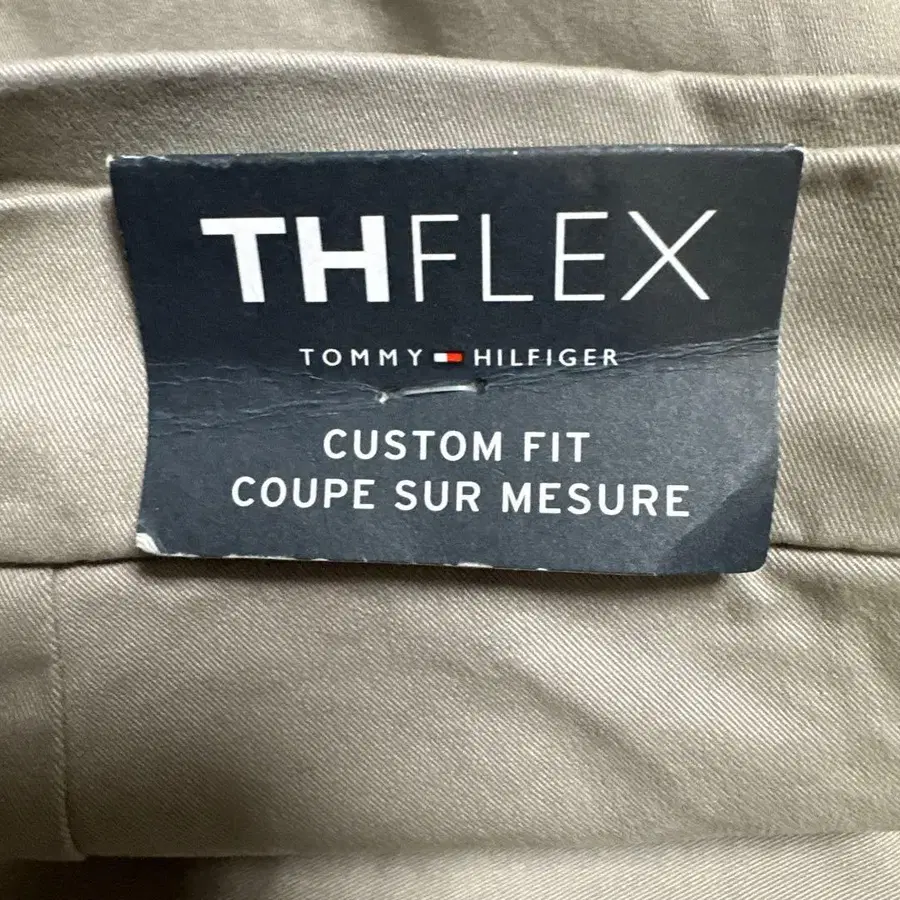 THFLEX
TOMMY HILFIGER
CUSTOM FIT
COUPE SUR MESURE